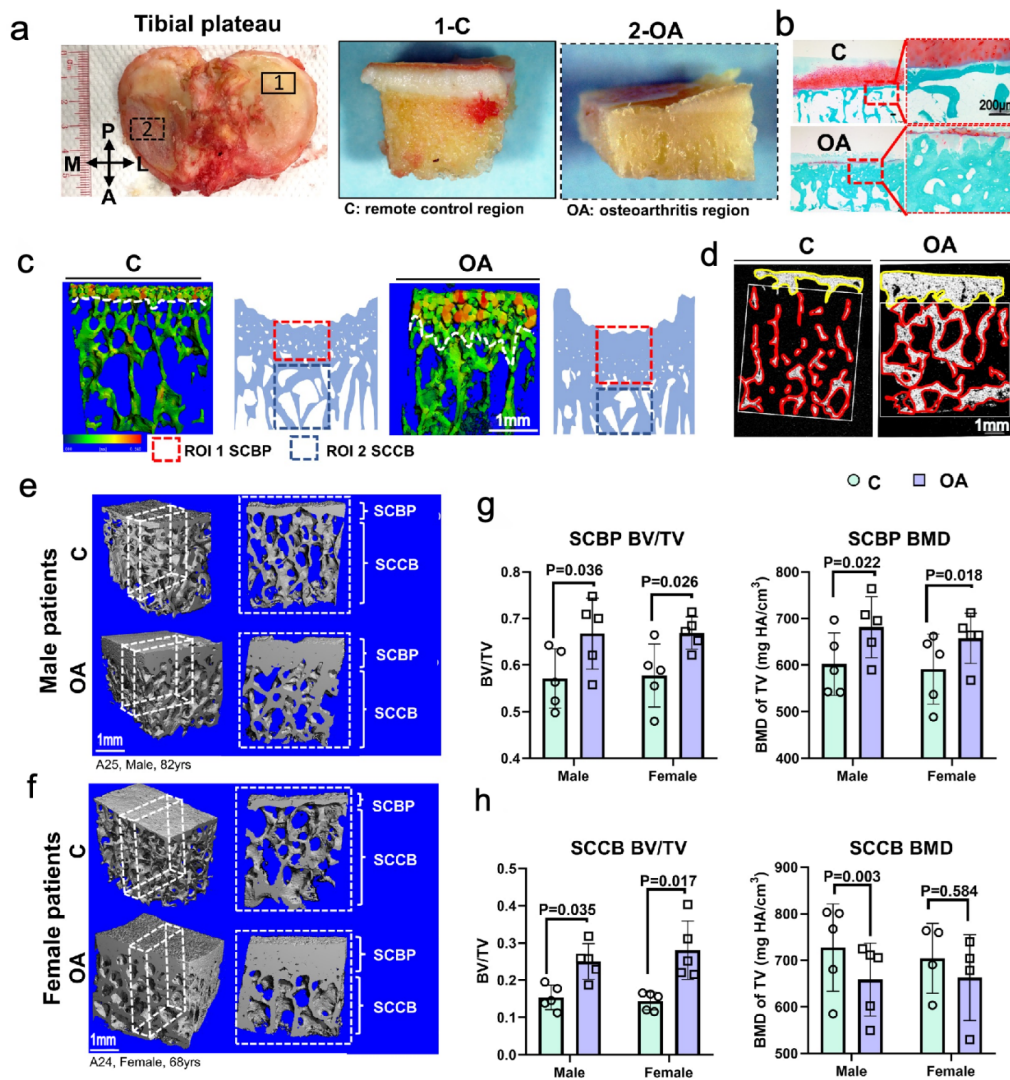 a
Tibial plateau
1
2
P
M
L
A
1-C
C: remote control region
2-OA
OA: osteoarthritis region
b
C
200μm
OA
c
C
OA
1mm
ROI 1 SCBP
ROI 2 SCCB
d
C
OA
1mm
e
Male patients
C
OA
SCBP
SCCB
SCBP
SCCB
1mm
A25, Male, 82yrs
f
Female patients
C
OA
SCBP
SCCB
SCBP
SCCB
1mm
A24, Female, 68yrs
C
OA
g
SCBP BV/TV
P=0.036
P=0.026
BV/TV
0.8
0.7
0.6
0.5
0.4
Male
Female
SCBP BMD
P=0.022
P=0.018
BMD of TV (mg HA/cm³)
800
700
600
500
400
Male
Female
h
SCCB BV/TV
P=0.035
P=0.017
BV/TV
0.5
0.4
0.3
0.2
0.1
0.0
Male
Female
SCCB BMD
P=0.003
P=0.584
BMD of TV (mg HA/cm³)
900
800
700
600
500
Male
Female